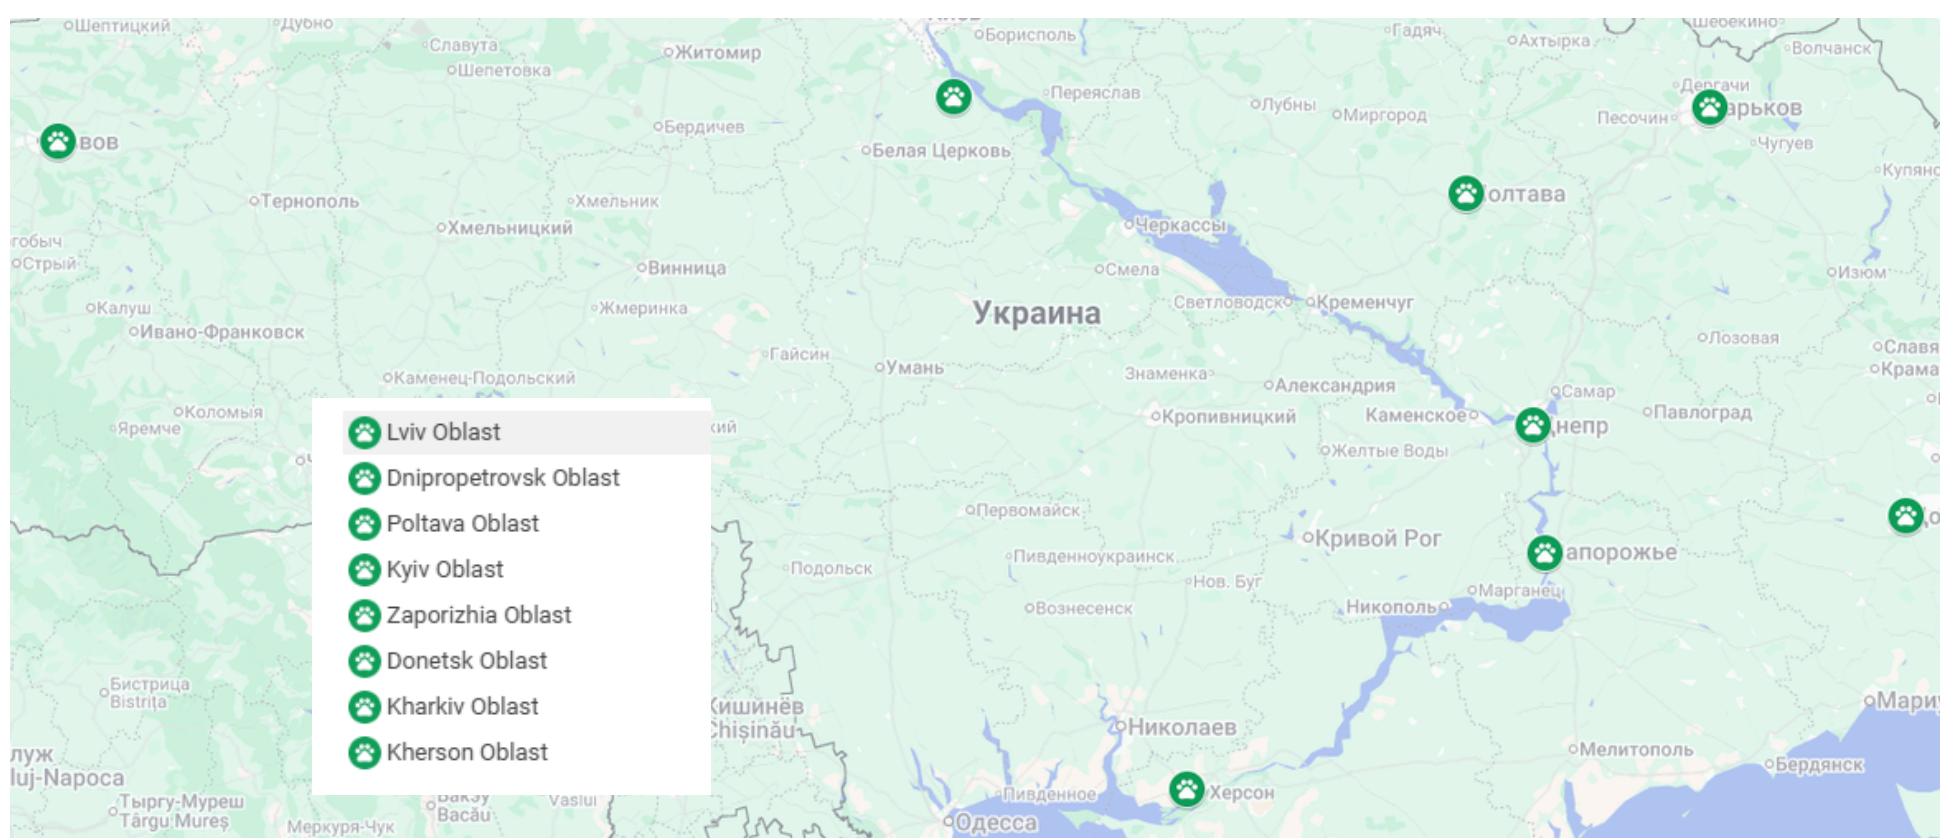 Шептицкий
Дубно
Славута
Шепетовка
Житомир
Борисполь
Гадяч
Ахтырка
Шебекино
Волчанск
Переяслав
Лубны
Миргород
Дергачи
арьков
Песочин
Чугуев
Бердичев
вов
Белая Церковь
Тернополь
Хмельник
Хмельницкий
олтава
Черкассы
гобыч
Стрый
Винница
Смела
Изюм
Калуш
Жмеринка
Украина
Светловодск
Кременчуг
Ивано-Франковск
Лозовая
Гайсин
Умань
Знаменка
Славя
Крама
Каменец-Подольский
Александрия
Самар
Коломыя
Кропивницкий
Каменское
Павлоград
Яремче
кий
непр
Желтые Воды
Lviv Oblast
Dnipropetrovsk Oblast
Poltava Oblast
Kyiv Oblast
Zaporizhia Oblast
Donetsk Oblast
Kharkiv Oblast
Kherson Oblast
Первомайск
Кривой Рог
Пивденноукраинск
апорожье
Подольск
Нов. Буг
Марганец
Вознесенск
Никополь
Бистрица
Bistrița
Кишинёв
Chișinău
Мариу
Николаев
Мелитополь
Бердянск
луж
luj-Napoca
Пивденное
Херсон
Тыргу-Муреш
Târgu Mureș
Бакэу
Bacău
Vaslui
Меркуря-Чук
Одесса